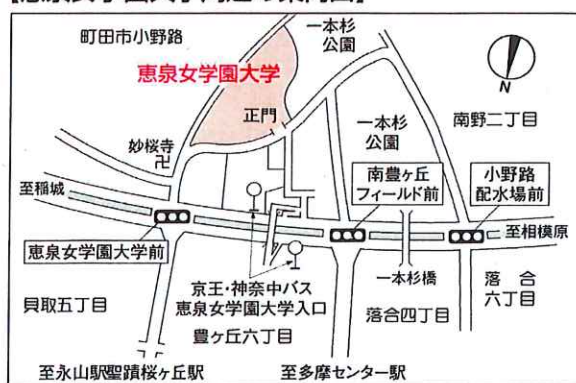 町田市小野路
一本杉
公園
恵泉女学園大学
正門
N
一本杉
公園
南野二丁目
妙桜寺
卍
至稲城
南豊ヶ丘
フィールド前
小野路
配水場前
至相模原
恵泉女学園大学前
京王・神奈中バス
恵泉女学園大学入口
一本杉橋
落合
六丁目
貝取五丁目
豊ヶ丘六丁目
落合四丁目
至永山駅聖蹟桜ヶ丘駅
至多摩センター駅